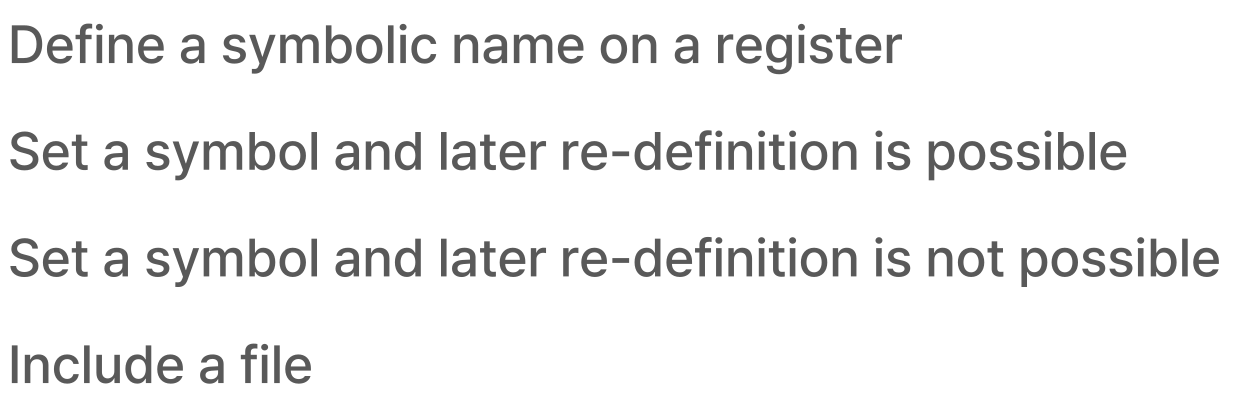 Define a symbolic name on a register
Set a symbol and later re-definition is possible
Set a symbol and later re-definition is not possible
Include a file